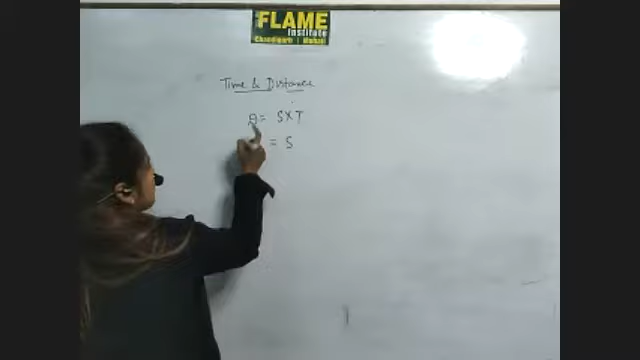 FLAME
Institute
Chandigarh | Mohali
Time & Distance
D = S X T
= S